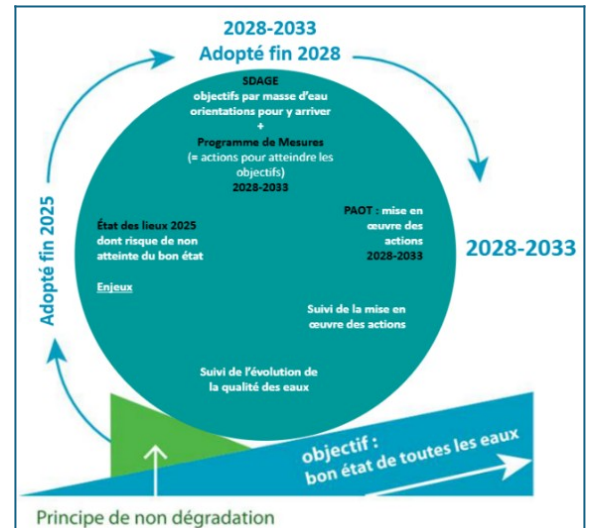 2028-2033
Adopté fin 2028
SDAGE
objectifs par masse d'eau
orientations pour y arriver
+
Programme de Mesures
(= actions pour atteindre les
objectifs)
2028-2033
Adopté fin 2025
État des lieux 2025
dont risque de non
atteinte du bon état
Enjeux
PAOT : mise en
œuvre des
actions
2028-2033
2028-2033
Suivi de la mise en
œuvre des actions
Suivi de l'évolution de
la qualité des eaux
objectif :
bon état de toutes les eaux
Principe de non dégradation